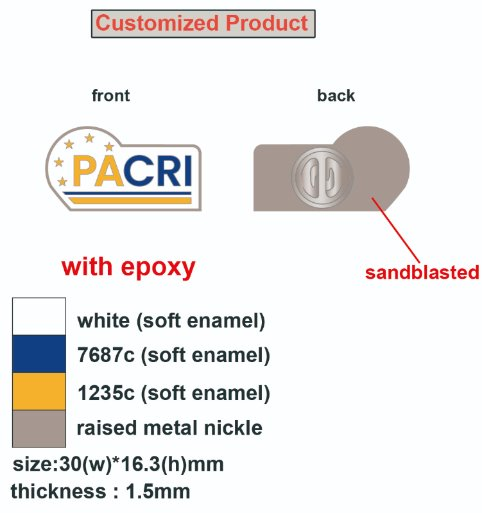 Customized Product
front
back
PACRI
with epoxy
sandblasted
white (soft enamel)
7687c (soft enamel)
1235c (soft enamel)
raised metal nickle
size:30(w)*16.3(h)mm
thickness : 1.5mm